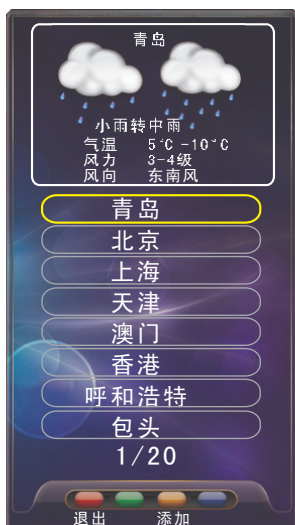 青岛
小雨转中雨
气温 5℃-10℃
风力 3-4级
风向 东南风
青岛
北京
上海
天津
澳门
香港
呼和浩特
包头
1/20
退出 添加